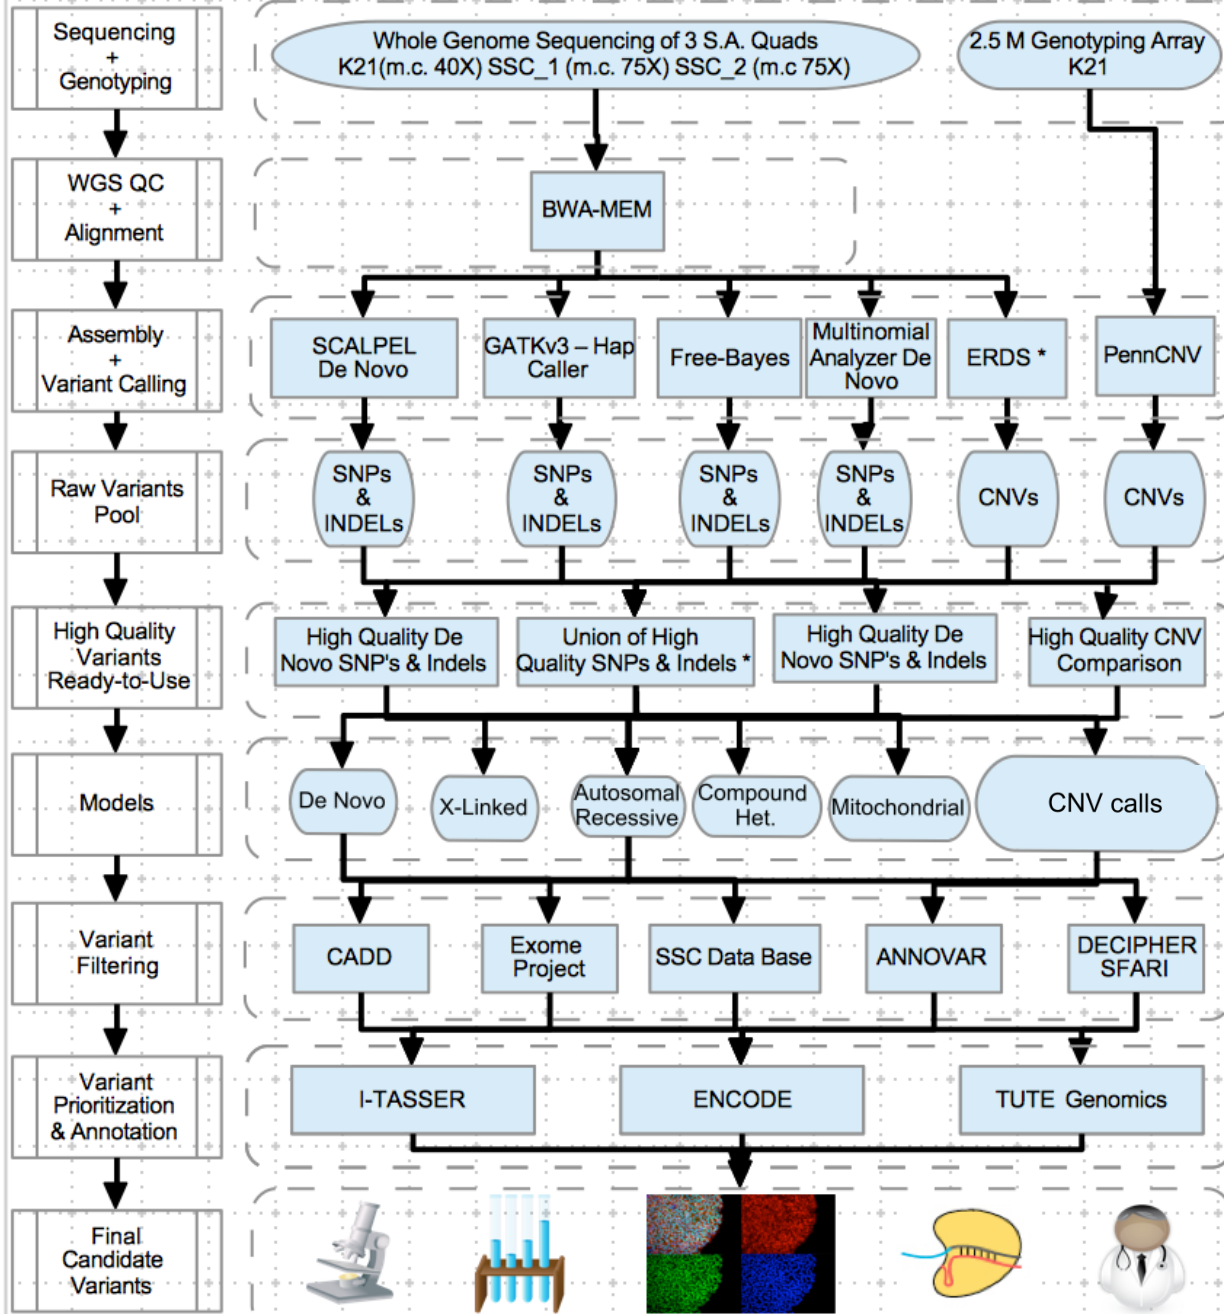 Sequencing
+
Genotyping
Whole Genome Sequencing of 3 S.A. Quads
K21(m.c. 40X) SSC_1 (m.c. 75X) SSC_2 (m.c 75X)
2.5 M Genotyping Array
K21
WGS QC
+
Alignment
BWA-MEM
Assembly
+
Variant Calling
SCALPEL
De Novo
GATKv3 – Hap
Caller
Free-Bayes
Multinomial
Analyzer De
Novo
ERDS *
PennCNV
Raw Variants
Pool
SNPs
&
INDELs
SNPs
&
INDELs
SNPs
&
INDELs
SNPs
&
INDELs
CNVs
CNVs
High Quality
Variants
Ready-to-Use
High Quality De
Novo SNP's & Indels
Union of High
Quality SNPs & Indels *
High Quality De
Novo SNP's & Indels
High Quality CNV
Comparison
Models
De Novo
X-Linked
Autosomal
Recessive
Compound
Het.
Mitochondrial
CNV calls
Variant
Filtering
CADD
Exome
Project
SSC Data Base
ANNOVAR
DECIPHER
SFARI
Variant
Prioritization
& Annotation
I-TASSER
ENCODE
TUTE Genomics
Final
Candidate
Variants